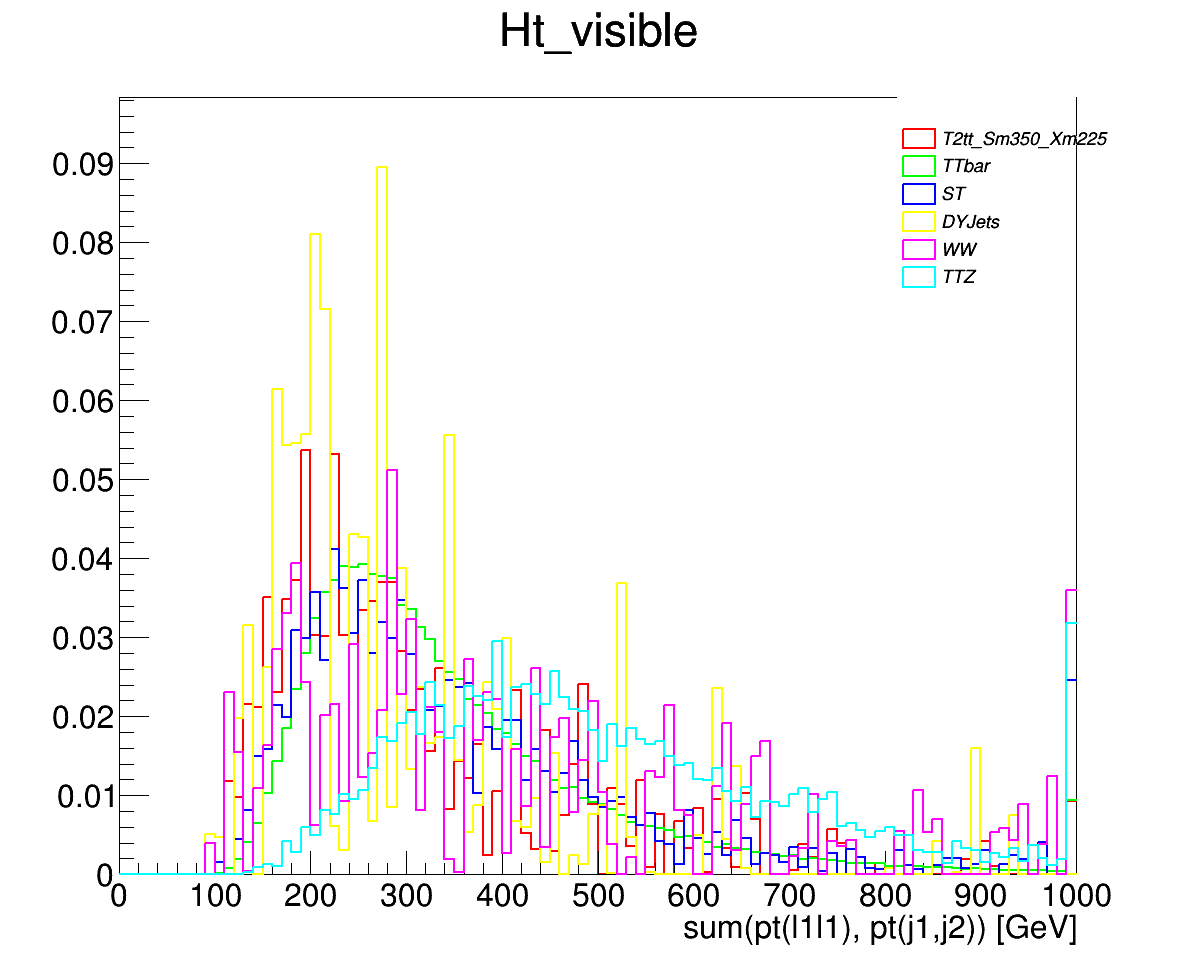 Ht_visible
T2tt_Sm350_Xm225
TTbar
ST
DYJets
WW
TTZ
0.09
0.08
0.07
0.06
0.05
0.04
0.03
0.02
0.01
0
0 100 200 300 400 500 600 700 800 900 1000
sum(pt(l1l1), pt(j1,j2)) [GeV]